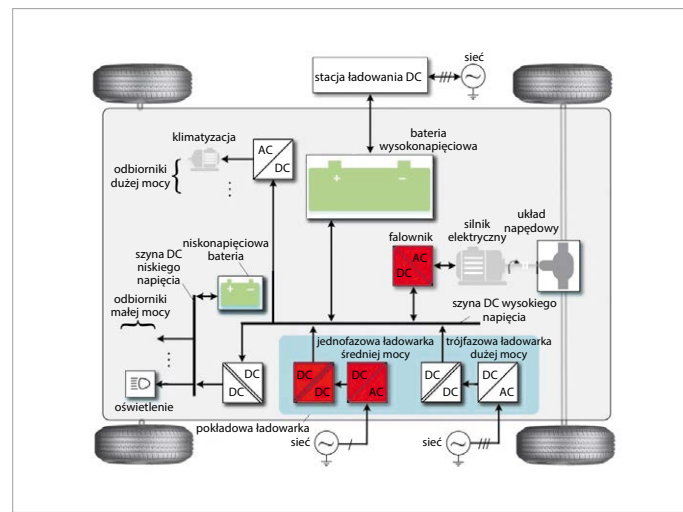 sieć
stacja ładowania DC
klimatyzacja
AC
DC
bateria
wysokonapięciowa
+ −
odbiorniki
dużej mocy
falownik
AC
DC
silnik
elektryczny
układ
napędowy
niskonapięciowa
bateria
+ −
szyna DC
niskiego
napięcia
odbiorniki
małej mocy
szyna DC wysokiego
napięcia
jednofazowa ładowarka
średniej mocy
trójfazowa ładowarka
dużej mocy
DC
DC
DC
DC
DC
AC
DC
DC
DC
AC
oświetlenie
pokładowa ładowarka
sieć
sieć